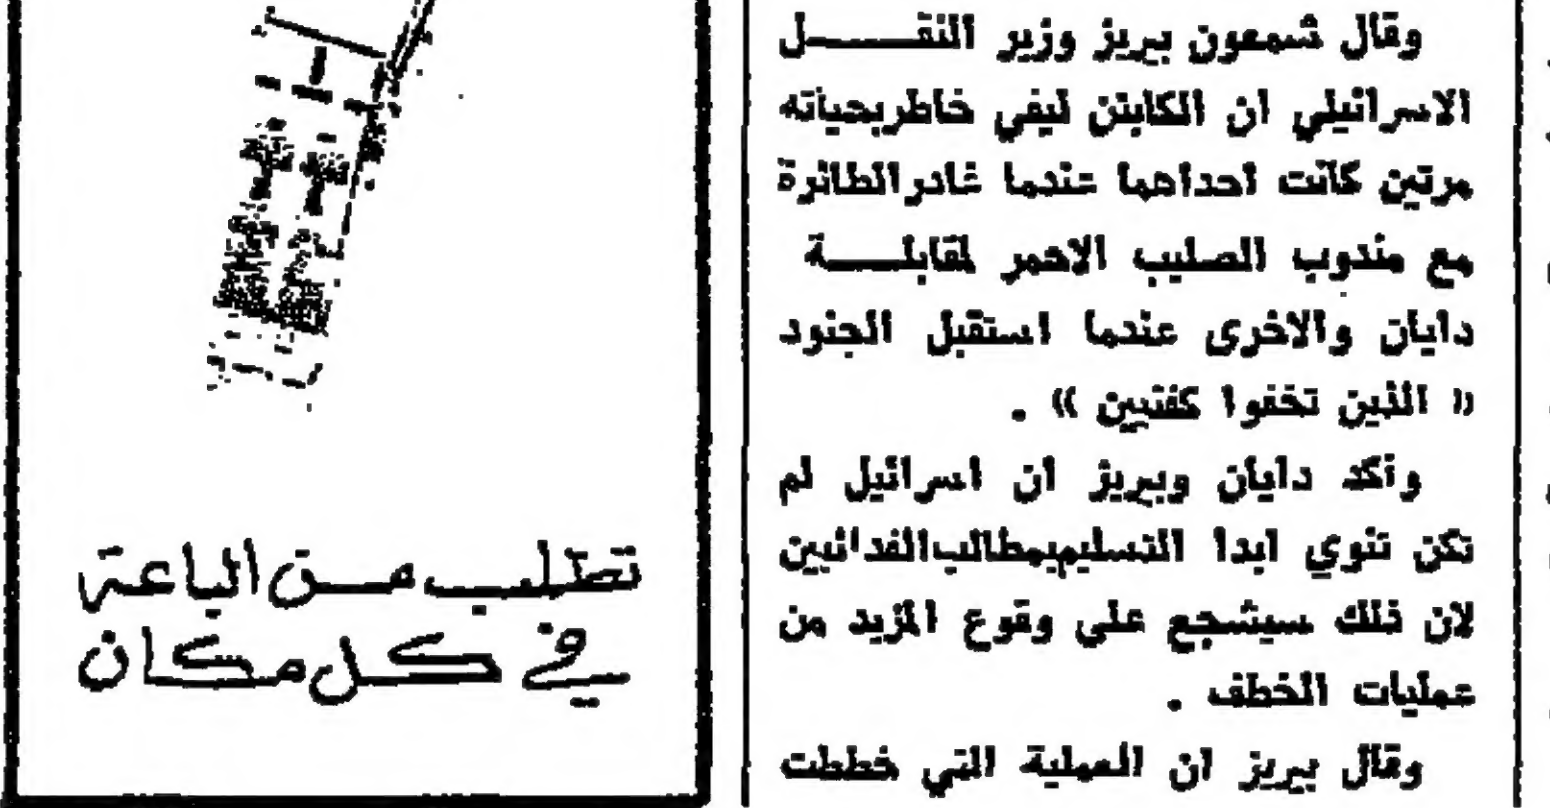 وقال شمعون بيريز وزير النقـــــل
الاسرائيلي ان الكابتن ليفي خاطربحياته
مرتين كانت احداهما عندما غادرالطائرة
مع مندوب الصليب الاحمر لمقابلـــــة
دايان والاخرى عندما استقبل الجنود
« الذين تخفوا كفنيين » .
واكد دايان وبيريز ان اسرائيل لم
تكن تنوي ابدا التسليمبمطالبالفدائيين
لان ذلك سيشجع على وقوع المزيد من
عمليات الخطف .
وقال بيريز ان العملية التي خططت
تطلب من الباعة
في كل مكان